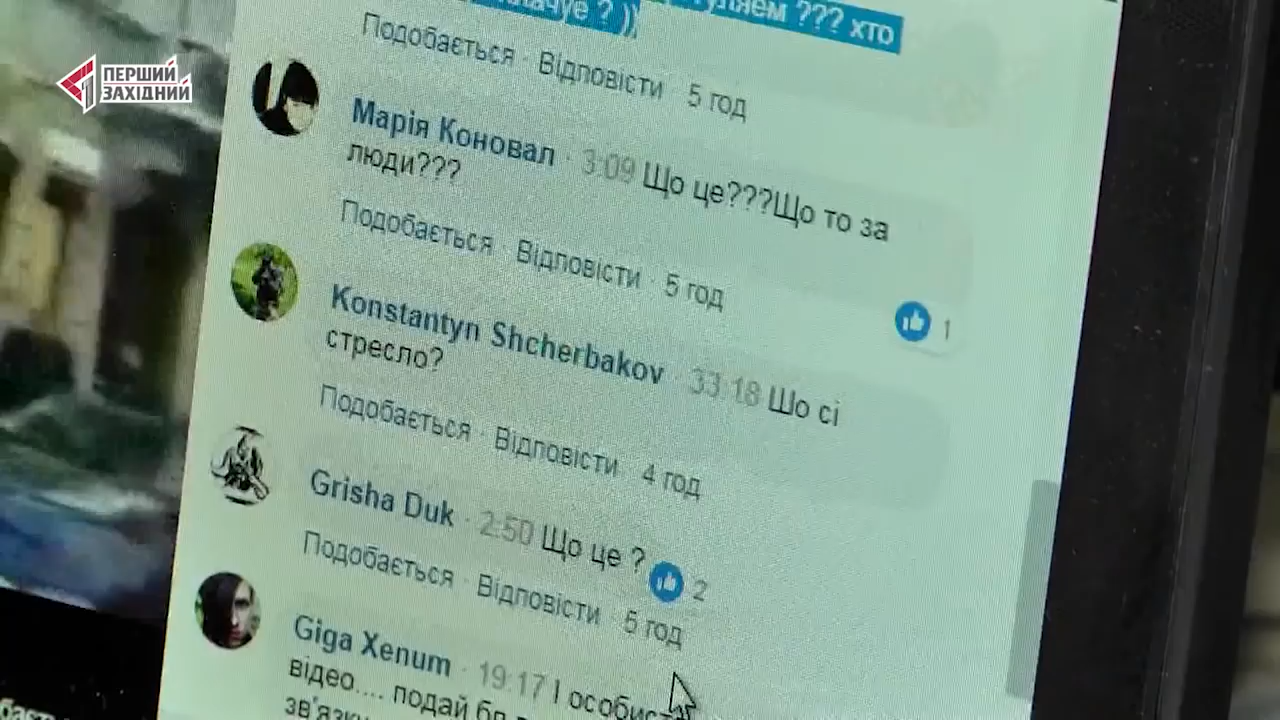 ПЕРШИЙ
ЗАХІДНИЙ
??? хто
? ))
Подобається · Відповісти · 5 год
Марія Коновал · 3:09 Що це???Що то за
люди???
Подобається · Відповісти · 5 год
1
Konstantyn Shcherbakov · 33:18 Шо сі
стресло?
Подобається · Відповісти · 4 год
Grisha Duk · 2:50 Що це ?
2
Подобається · Відповісти · 5 год
Giga Xenum · 19:17 І
відео.... подай